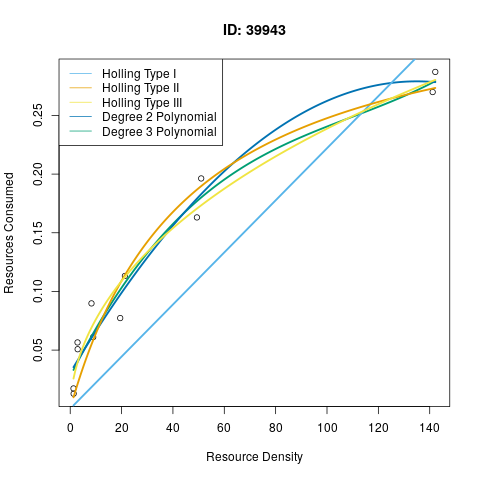 ID: 39943
Holling Type I
Holling Type II
Holling Type III
Degree 2 Polynomial
Degree 3 Polynomial
Resources Consumed
0.05
0.10
0.15
0.20
0.25
0 20 40 60 80 100 120 140
Resource Density